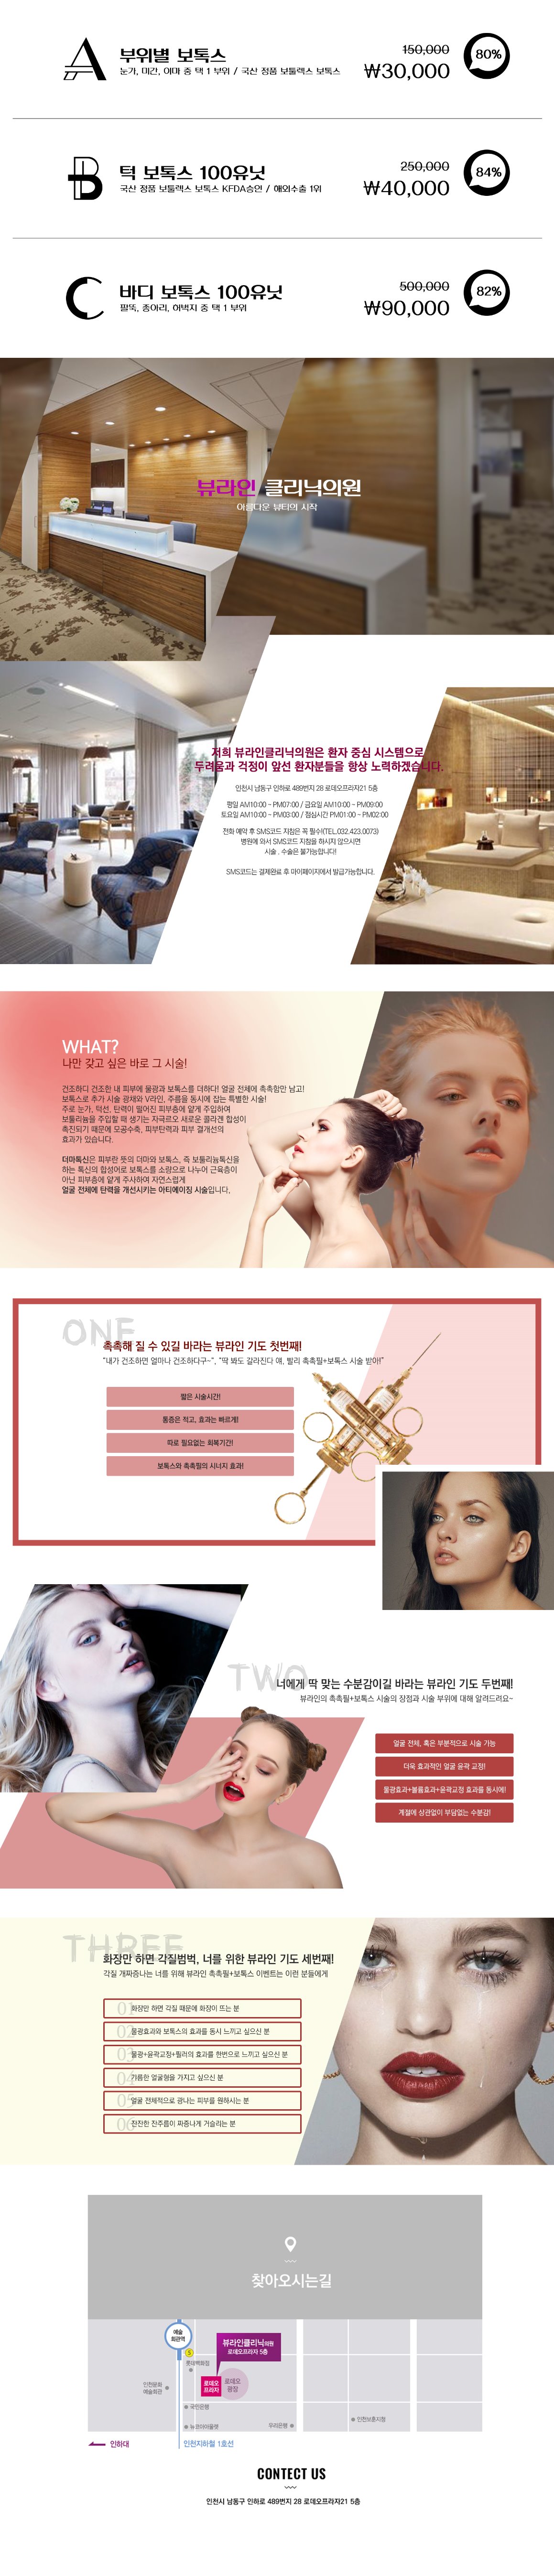 A
부위별 보톡스
눈가, 미간, 이마 중 택 1 부위 / 국산 정품 보툴렉스 보톡스
150,000
₩30,000
80%
B
턱 보톡스 100유닛
국산 정품 보툴렉스 보톡스 KFDA승인 / 해외수출 1위
250,000
₩40,000
84%
C
바디 보톡스 100유닛
팔뚝, 종아리, 허벅지 중 택 1 부위
500,000
₩90,000
82%
뷰라인 클리닉의원
아름다운 뷰티의 시작
저희 뷰라인클리닉의원은 환자 중심 시스템으로
두려움과 걱정이 앞선 환자분들을 항상 노력하겠습니다.
인천시 남동구 인하로 489번지 28 로데오프라자21 5층
평일 AM10:00 ~ PM07:00 / 금요일 AM10:00 ~ PM09:00
토요일 AM10:00 ~ PM03:00 / 점심시간 PM01:00 ~ PM02:00
전화 예약 후 SMS코드 지참은 꼭 필수!(TEL.032.423.0073)
병원에 와서 SMS코드 지참을 하시지 않으시면
시술 . 수술은 불가능합니다!
SMS코드는 결제완료 후 마이페이지에서 발급가능합니다.
WHAT?
나만 갖고 싶은 바로 그 시술!
건조하디 건조한 내 피부에 물광과 보톡스를 더하다! 얼굴 전체에 촉촉함만 남고!
보톡스로 추가 시술 광채와 V라인, 주름을 동시에 잡는 특별한 시술!
주로 눈가, 턱선, 탄력이 떨어진 피부층에 얕게 주입하여
보툴리눔을 주입할 때 생기는 자극르오 새로운 콜라겐 합성이
촉진되기 때문에 모공수축, 피부탄력과 피부 결개선의
효과가 있습니다.
더마톡신은 피부란 뜻의 더마와 보톡스, 즉 보툴리눔톡신을
하는 톡신의 합성어로 보톡스를 소량으로 나누어 근육층이
아닌 피부층에 얕게 주사하여 자연스럽게
얼굴 전체에 탄력을 개선시키는 아티에이징 시술입니다.
ONE
촉촉해 질 수 있길 바라는 뷰라인 기도 첫번째!
"내가 건조하면 얼마나 건조하다구~", "딱 봐도 갈라진다 얘, 빨리 촉촉필+보톡스 시술 받아!"
짧은 시술시간!
통증은 적고, 효과는 빠르게!
따로 필요없는 회복기간!
보톡스와 촉촉필의 시너지 효과!
TWO
너에게 딱 맞는 수분감이길 바라는 뷰라인 기도 두번째!
뷰라인의 촉촉필+보톡스 시술의 장점과 시술 부위에 대해 알려드려요~
얼굴 전체, 혹은 부분적으로 시술 가능
더욱 효과적인 얼굴 윤곽 교정!
물광효과+볼륨효과+윤곽교정 효과를 동시에!
계절에 상관없이 부담없는 수분감!
THREE
화장만 하면 각질범벅, 너를 위한 뷰라인 기도 세번째!
각질 개짜증나는 너를 위해 뷰라인 촉촉필+보톡스 이벤트는 이런 분들에게
01 화장만 하면 각질 때문에 화장이 뜨는 분
02 물광효과와 보톡스의 효과를 동시 느끼고 싶으신 분
03 물광+윤곽교정+필러의 효과를 한번으로 느끼고 싶으신 분
04 갸름한 얼굴형을 가지고 싶으신 분
05 얼굴 전체적으로 광나는 피부를 원하시는 분
06 잔잔한 잔주름이 짜증나게 거슬리는 분
찾아오시는길
예술
회관역
5
롯데백화점
뷰라인클리닉의원
로데오프라자 5층
로데오
프라자
로데오
광장
인천문화
예술회관
국민은행
뉴코아아울렛
우리은행
인천보훈지청
인하대
인천지하철 1호선
CONTECT US
인천시 남동구 인하로 489번지 28 로데오프라자21 5층